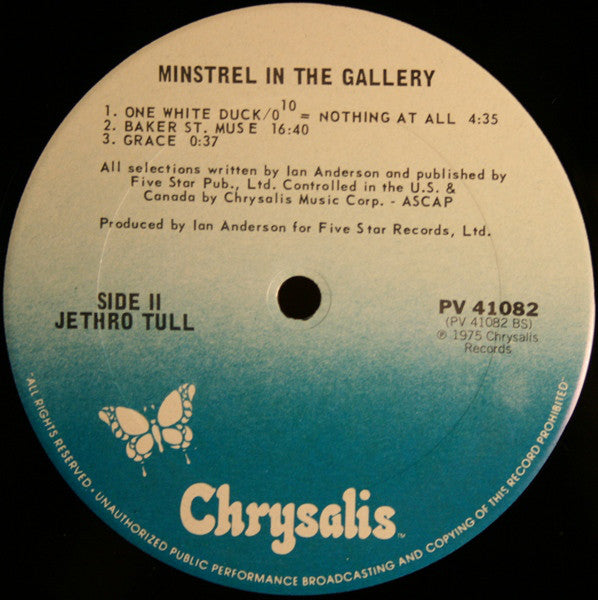 MINSTREL IN THE GALLERY
1. ONE WHITE DUCK/0¹⁰ = NOTHING AT ALL 4:35
2. BAKER ST. MUSE 16:40
3. GRACE 0:37
All selections written by Ian Anderson and published by
Five Star Pub., Ltd. Controlled in the U.S. &
Canada by Chrysalis Music Corp. - ASCAP
Produced by Ian Anderson for Five Star Records, Ltd.
SIDE II
JETHRO TULL
PV 41082
(PV 41082 BS)
℗ 1975 Chrysalis
Records
Chrysalis™
"ALL RIGHTS RESERVED. UNAUTHORIZED PUBLIC PERFORMANCE BROADCASTING AND COPYING OF THIS RECORD PROHIBITED"